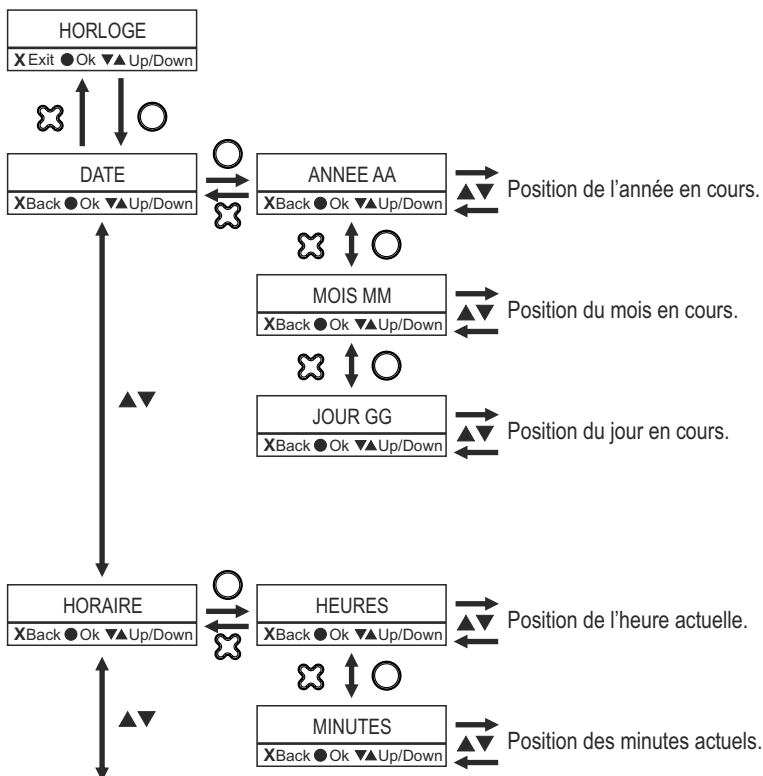 HORLOGE
X Exit ● Ok ▼▲ Up/Down
DATE
XBack ● Ok ▼▲Up/Down
ANNEE AA
XBack ● Ok ▼▲Up/Down
▲▼ Position de l'année en cours.
MOIS MM
XBack ● Ok ▼▲Up/Down
▲▼ Position du mois en cours.
JOUR GG
XBack ● Ok ▼▲Up/Down
▲▼ Position du jour en cours.
▲▼
HORAIRE
XBack ● Ok ▼▲Up/Down
HEURES
XBack ● Ok ▼▲Up/Down
▲▼ Position de l'heure actuelle.
▲▼
MINUTES
XBack ● Ok ▼▲Up/Down
▲▼ Position des minutes actuels.